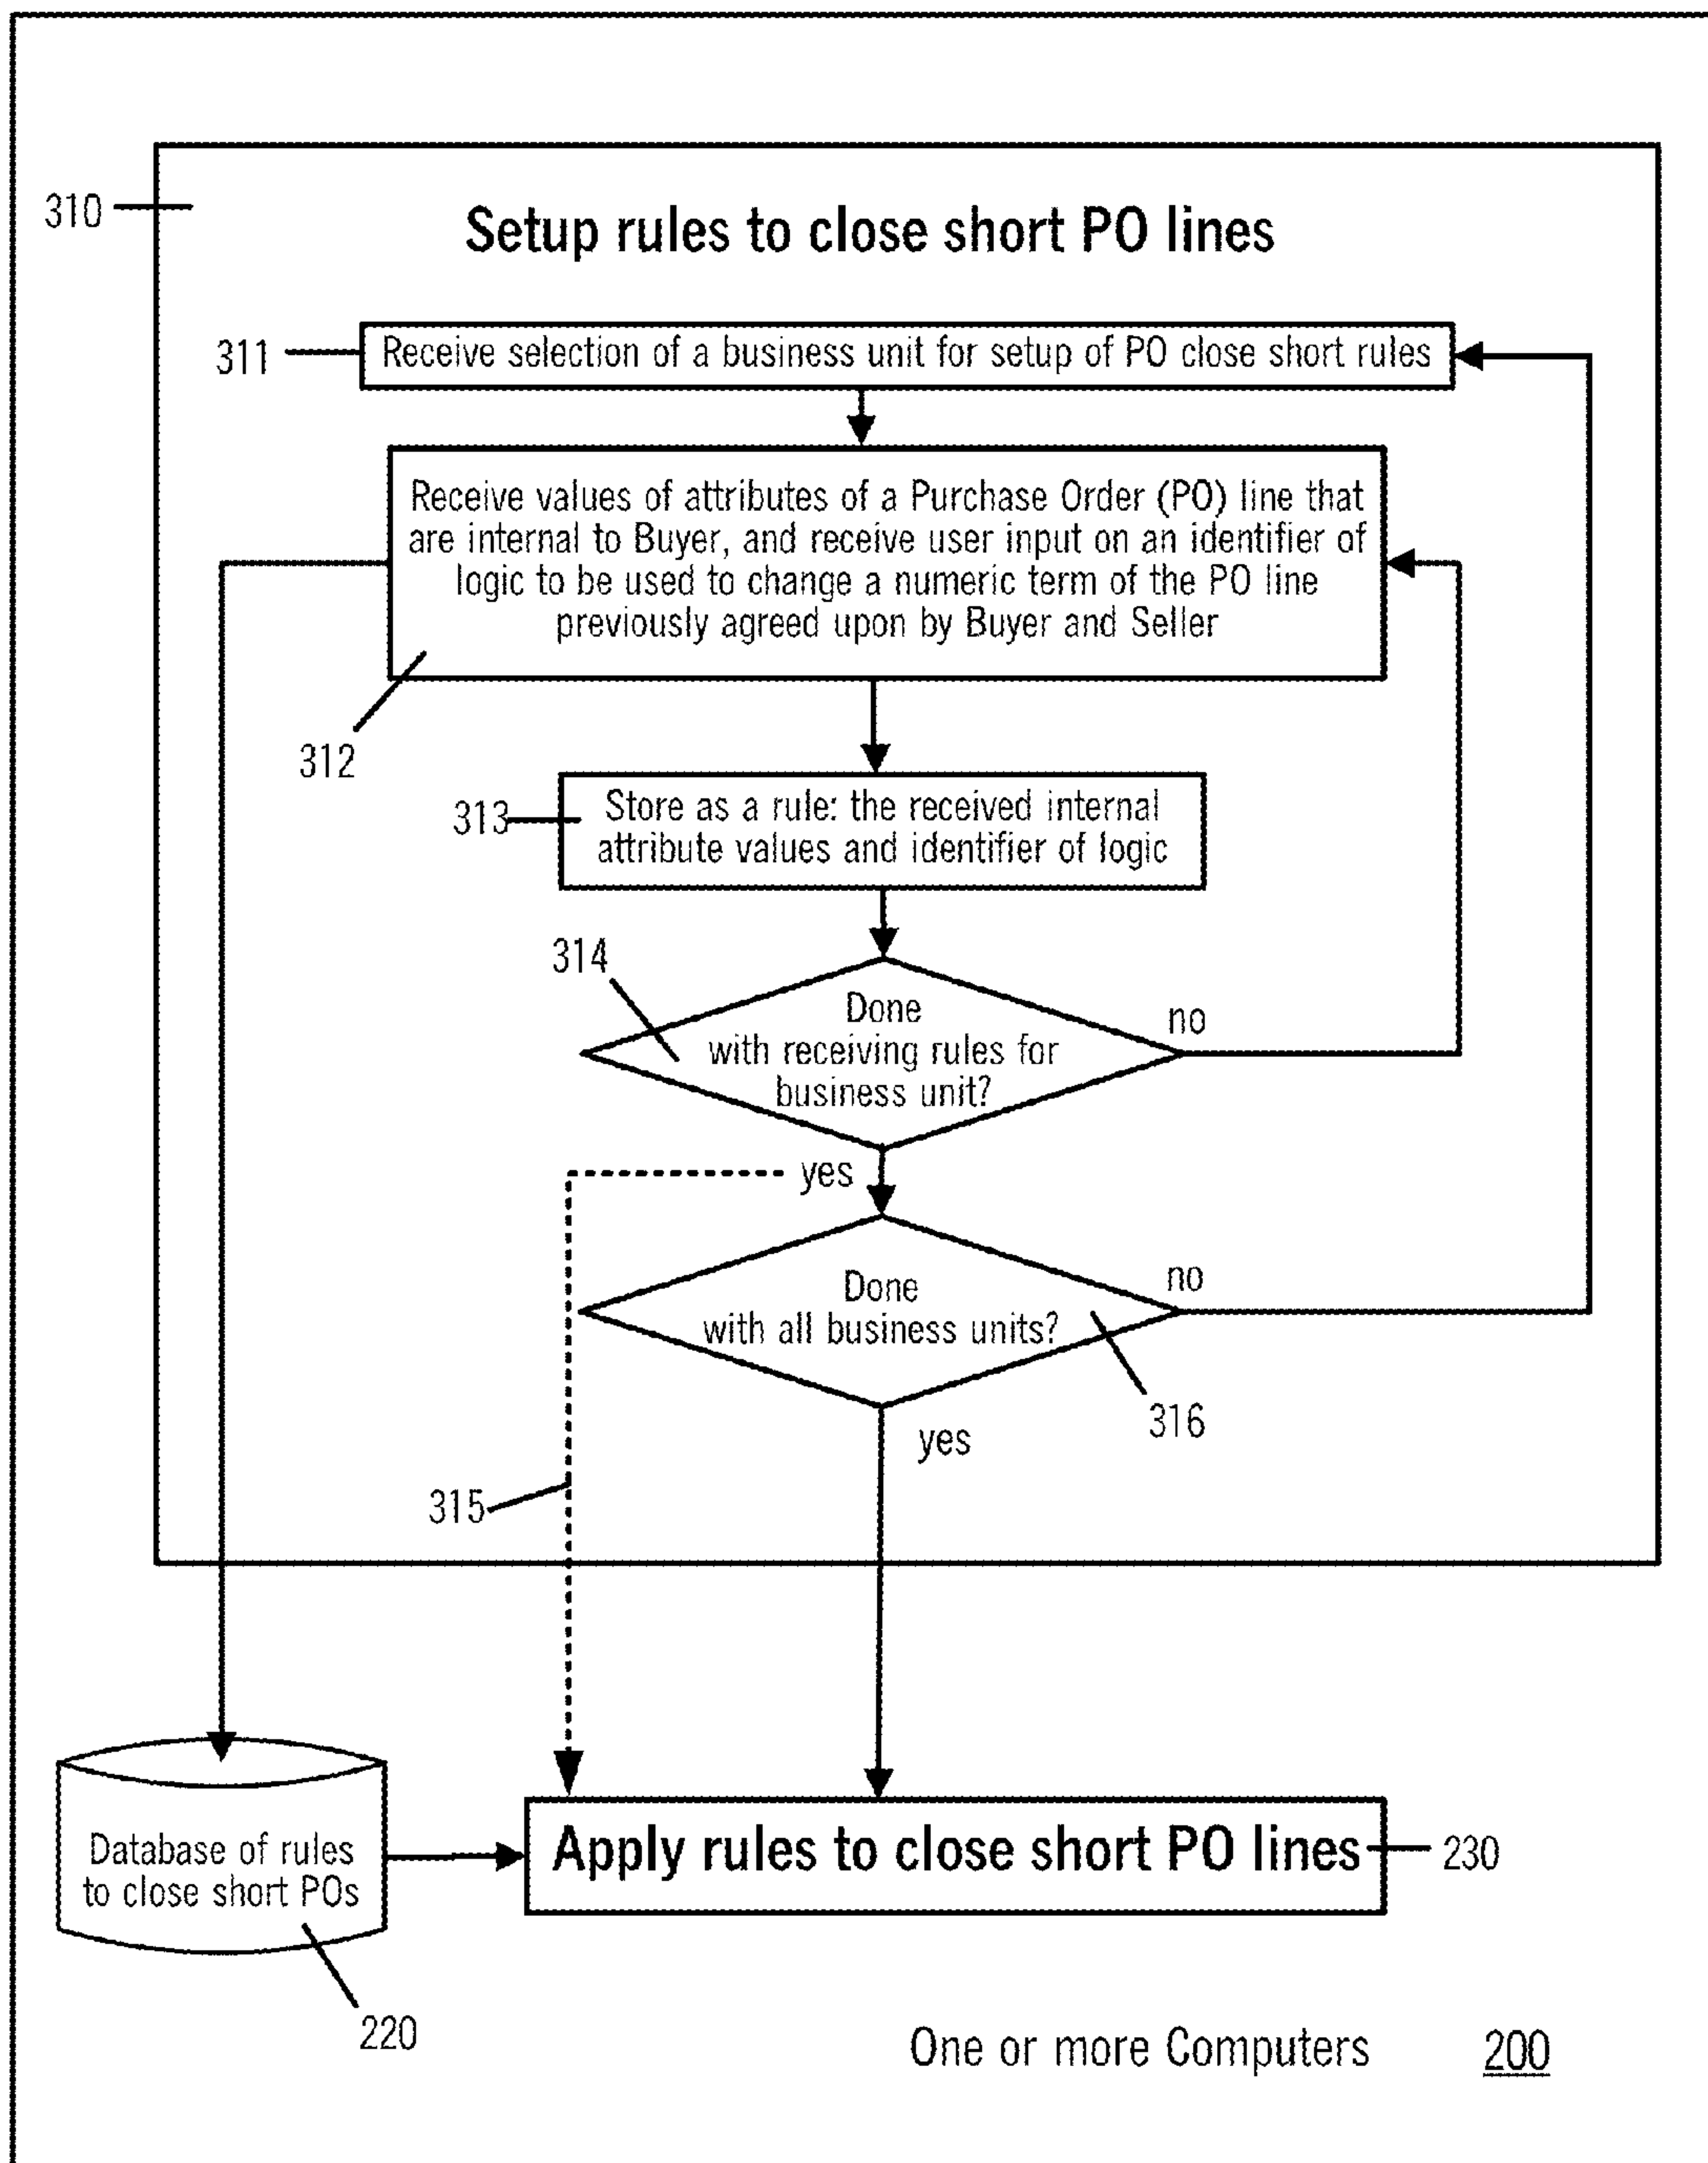 310
Setup rules to close short PO lines
311
Receive selection of a business unit for setup of PO close short rules
Receive values of attributes of a Purchase Order (PO) line that
are internal to Buyer, and receive user input on an identifier of
logic to be used to change a numeric term of the PO line
previously agreed upon by Buyer and Seller
312
313
Store as a rule: the received internal
attribute values and identifier of logic
314
Done
with receiving rules for
business unit?
no
yes
Done
with all business units?
no
316
yes
315
Database of rules
to close short POs
Apply rules to close short PO lines
230
220
One or more Computers
200